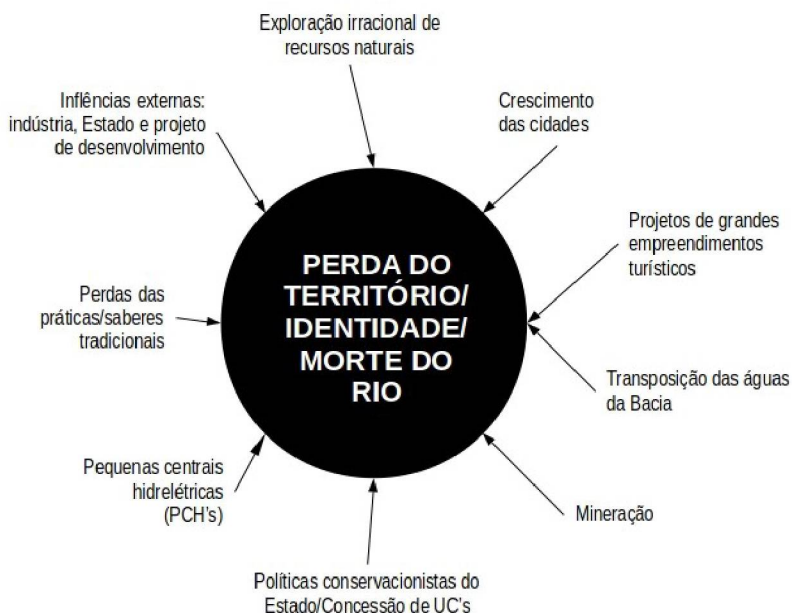 Exploração irracional de
recursos naturais
Inflências externas:
indústria, Estado e projeto
de desenvolvimento
Crescimento
das cidades
Projetos de grandes
empreendimentos
turísticos
PERDA DO
TERRITÓRIO/
IDENTIDADE/
MORTE DO
RIO
Perdas das
práticas/saberes
tradicionais
Transposição das águas
da Bacia
Pequenas centrais
hidrelétricas
(PCH's)
Mineração
Políticas conservacionistas do
Estado/Concessão de UC's